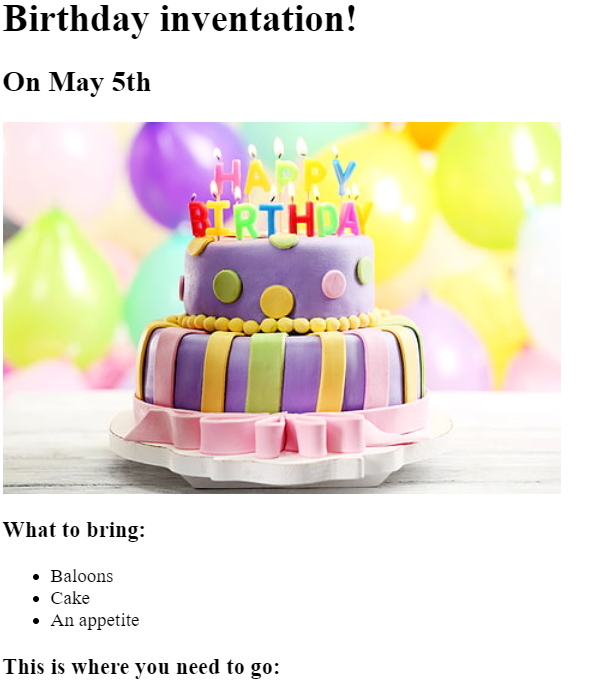 Birthday inventation!
On May 5th
HAPPY
BIRTHDAY
What to bring:
Baloons
Cake
An appetite
This is where you need to go: